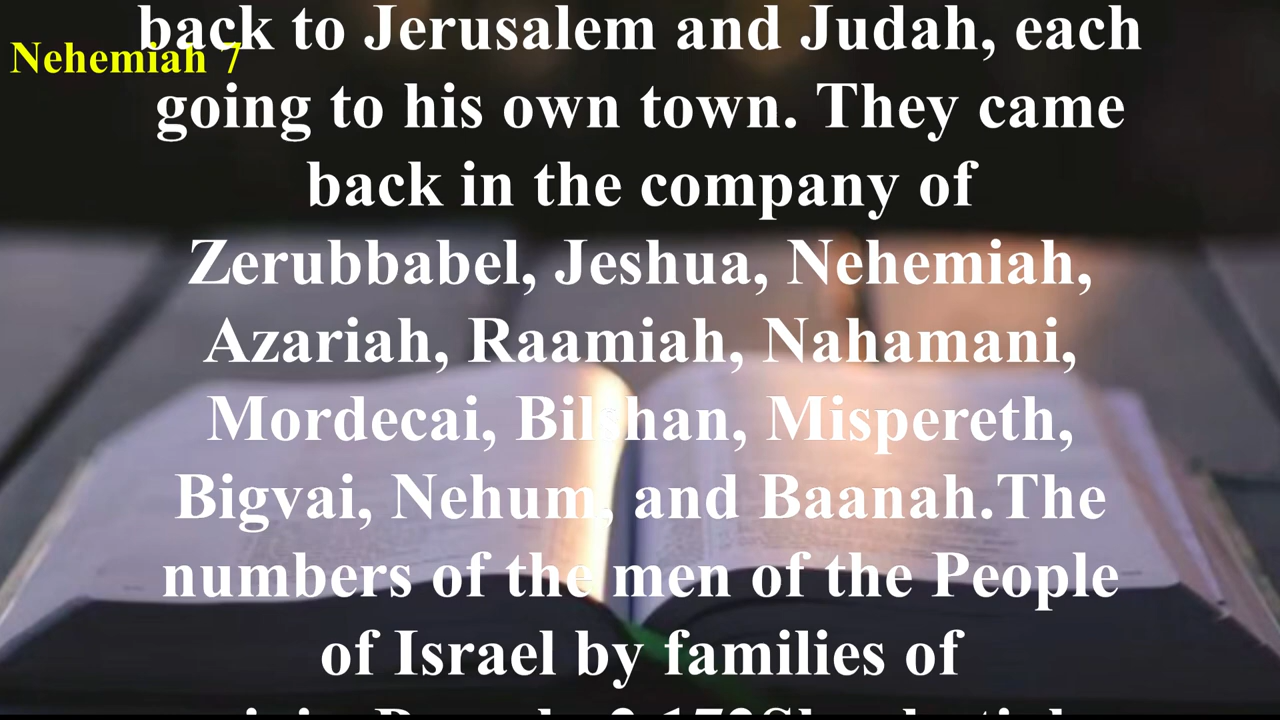 Nehemiah 7
back to Jerusalem and Judah, each
going to his own town. They came
back in the company of
Zerubbabel, Jeshua, Nehemiah,
Azariah, Raamiah, Nahamani,
Mordecai, Bilshan, Mispereth,
Bigvai, Nehum, and Baanah.The
numbers of the men of the People
of Israel by families of